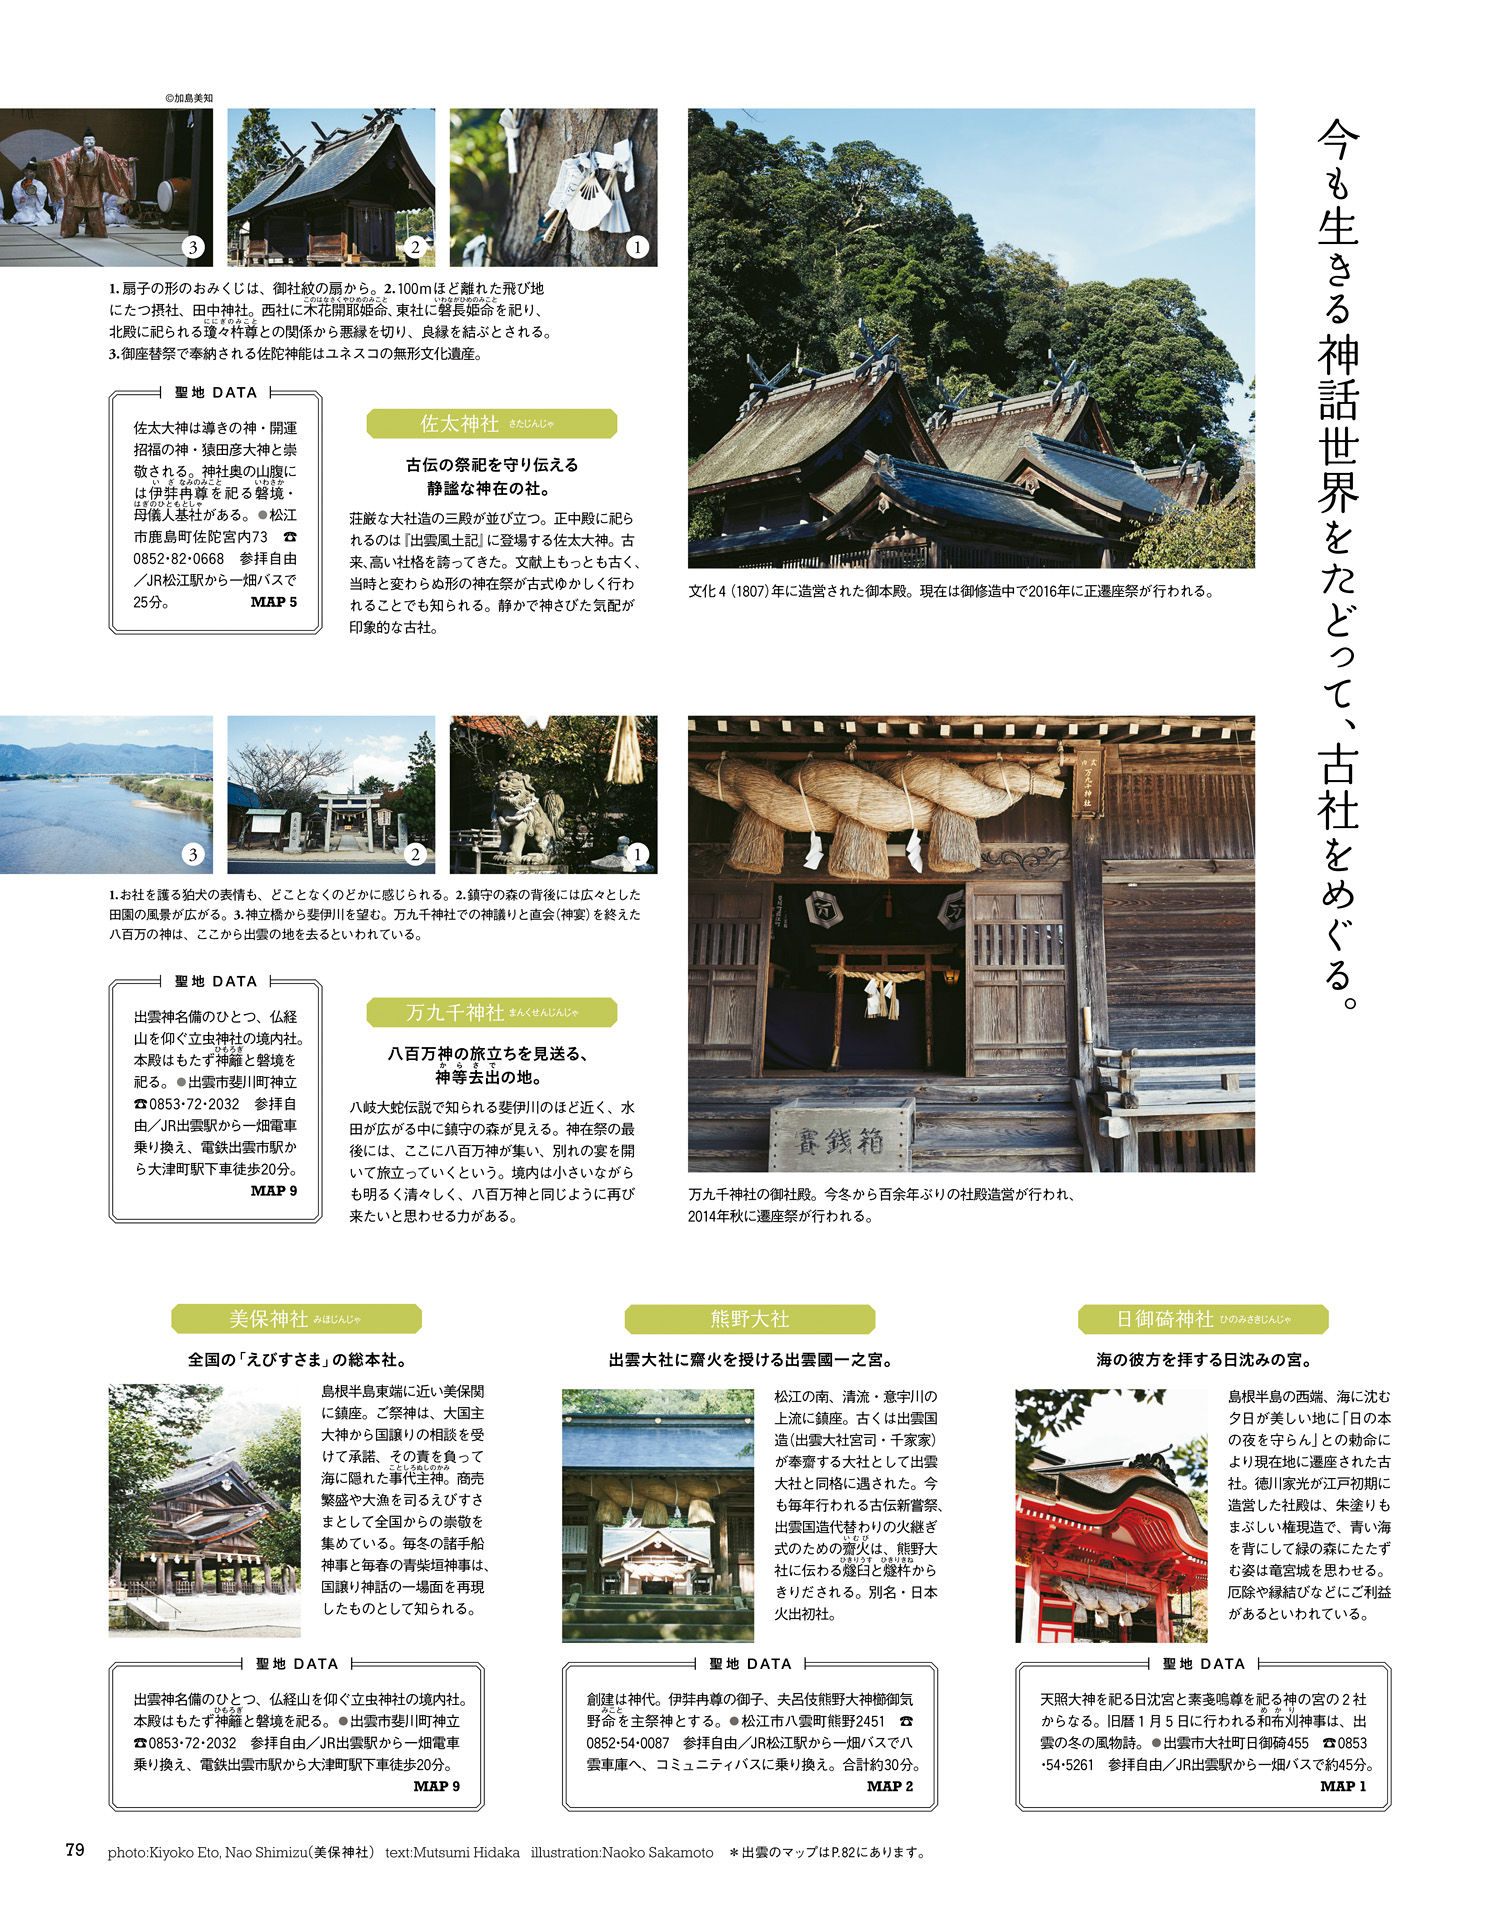 今も生きる神話世界をたどって、古社をめぐる。
©加島美知
3
2
1
1.扇子の形のおみくじは、御社紋の扇から。2.100mほど離れた飛び地
にたつ摂社、田中神社。西社に木花開耶姫命、東社に磐長姫命を祀り、
北殿に祀られる瓊々杵尊との関係から悪縁を切り、良縁を結ぶとされる。
3.御座替祭で奉納される佐陀神能はユネスコの無形文化遺産。
文化4（1807）年に造営された御本殿。現在は御修造中で2016年に正遷座祭が行われる。
佐太神社 さたじんじゃ
古伝の祭祀を守り伝える
静謐な神在の社。
荘厳な大社造の三殿が並び立つ。正中殿に祀ら
れるのは『出雲風土記』に登場する佐太大神。古
来、高い社格を誇ってきた。文献上もっとも古く、
当時と変わらぬ形の神在祭が古式ゆかしく行わ
れることでも知られる。静かで神さびた気配が
印象的な古社。
聖地 DATA
佐太大神は導きの神・開運
招福の神・猿田彦大神と崇
敬される。神社奥の山腹に
は伊弉冉尊を祀る磐境・
母儀人基社がある。●松江
市鹿島町佐陀宮内73 ☎
0852・82・0668 参拝自由
／JR松江駅から一畑バスで
25分。 MAP 5
3
2
1
1.お社を護る狛犬の表情も、どことなくのどかに感じられる。2.鎮守の森の背後には広々とした
田園の風景が広がる。3.神立橋から斐伊川を望む。万九千神社での神議りと直会（神宴）を終えた
八百万の神は、ここから出雲の地を去るといわれている。
万九千神社
賽銭箱
万九千神社の御社殿。今冬から百余年ぶりの社殿造営が行われ、
2014年秋に遷座祭が行われる。
万九千神社 まんくせんじんじゃ
八百万神の旅立ちを見送る、
神等去出の地。
八岐大蛇伝説で知られる斐伊川のほど近く、水
田が広がる中に鎮守の森が見える。神在祭の最
後には、ここに八百万神が集い、別れの宴を開
いて旅立っていくという。境内は小さいながら
も明るく清々しく、八百万神と同じように再び
来たいと思わせる力がある。
聖地 DATA
出雲神名備のひとつ、仏経
山を仰ぐ立虫神社の境内社。
本殿はもたず神籬と磐境を
祀る。●出雲市斐川町神立
☎0853・72・2032 参拝自
由／JR出雲駅から一畑電車
乗り換え、電鉄出雲市駅か
ら大津町駅下車徒歩20分。
MAP 9
美保神社 みほじんじゃ
全国の「えびすさま」の総本社。
島根半島東端に近い美保関
に鎮座。ご祭神は、大国主
大神から国譲りの相談を受
けて承諾、その責を負って
海に隠れた事代主神。商売
繁盛や大漁を司るえびすさ
まとして全国からの崇敬を
集めている。毎冬の諸手船
神事と毎春の青柴垣神事は、
国譲り神話の一場面を再現
したものとして知られる。
聖地 DATA
出雲神名備のひとつ、仏経山を仰ぐ立虫神社の境内社。
本殿はもたず神籬と磐境を祀る。●出雲市斐川町神立
☎0853・72・2032 参拝自由／JR出雲駅から一畑電車
乗り換え、電鉄出雲市駅から大津町駅下車徒歩20分。
MAP 9
熊野大社
出雲大社に齋火を授ける出雲國一之宮。
松江の南、清流・意宇川の
上流に鎮座。古くは出雲国
造（出雲大社宮司・千家家）
が奉齋する大社として出雲
大社と同格に遇された。今
も毎年行われる古伝新嘗祭、
出雲国造代替わりの火継ぎ
式のための齋火は、熊野大
社に伝わる燧臼と燧杵から
きりだされる。別名・日本
火出初社。
聖地 DATA
創建は神代。伊弉冉尊の御子、夫呂伎熊野大神櫛御気
野命を主祭神とする。●松江市八雲町熊野2451 ☎
0852・54・0087 参拝自由／JR松江駅から一畑バスで八
雲車庫へ、コミュニティバスに乗り換え。合計約30分。
MAP 2
日御碕神社 ひのみさきじんじゃ
海の彼方を拝する日沈みの宮。
島根半島の西端、海に沈む
夕日が美しい地に「日の本
の夜を守らん」との勅命に
より現在地に遷座された古
社。徳川家光が江戸初期に
造営した社殿は、朱塗りも
まぶしい権現造で、青い海
を背にして緑の森にたたず
む姿は竜宮城を思わせる。
厄除や縁結びなどにご利益
があるといわれている。
聖地 DATA
天照大神を祀る日沈宮と素戔嗚尊を祀る神の宮の2社
からなる。旧暦1月5日に行われる和布刈神事は、出
雲の冬の風物詩。●出雲市大社町日御碕455 ☎0853
・54・5261 参拝自由／JR出雲駅から一畑バスで約45分。
MAP 1
79 photo:Kiyoko Eto, Nao Shimizu（美保神社） text:Mutsumi Hidaka illustration:Naoko Sakamoto ＊出雲のマップはP.82にあります。